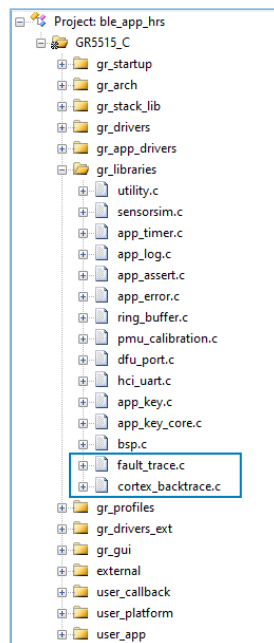 Project: ble_app_hrs
GR5515_C
gr_startup
gr_arch
gr_stack_lib
gr_drivers
gr_app_drivers
gr_libraries
utility.c
sensorsim.c
app_timer.c
app_log.c
app_assert.c
app_error.c
ring_buffer.c
pmu_calibration.c
dfu_port.c
hci_uart.c
app_key.c
app_key_core.c
bsp.c
fault_trace.c
cortex_backtrace.c
gr_profiles
gr_drivers_ext
gr_gui
external
user_callback
user_platform
user_app